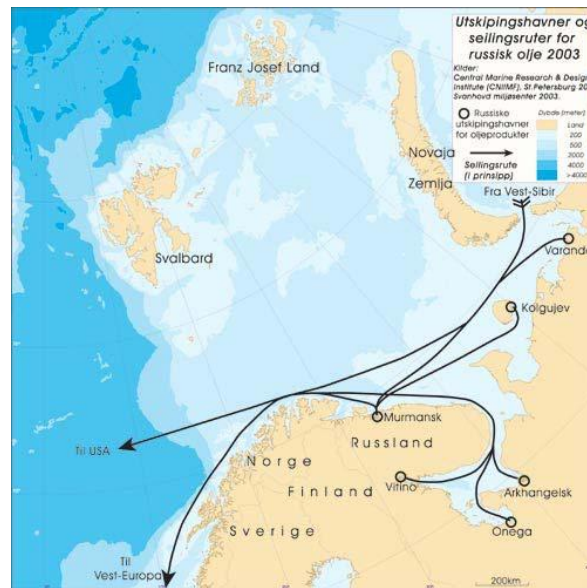 Utskipingshavner og
seilingsruter for
russisk olje 2003
Kilder:
Central Marine Research & Design
Institute (CNIIMF), St.Petersburg
Svanhovd miljøsenter 2003.
Russiske
utskipingshavner
for oljeprodukter
Seilingsrute
(i prinsipp)
Dybde (meter)
Land
200
500
2000
4000
>4000
Franz Josef Land
Novaja
Zemlja
Fra Vest-Sibir
Svalbard
Kolgujev
Murmansk
Til USA
Russland
Norge
Finland
Vitino
Arkhangelsk
Onega
Sverige
Til
Vest-Europa
200km